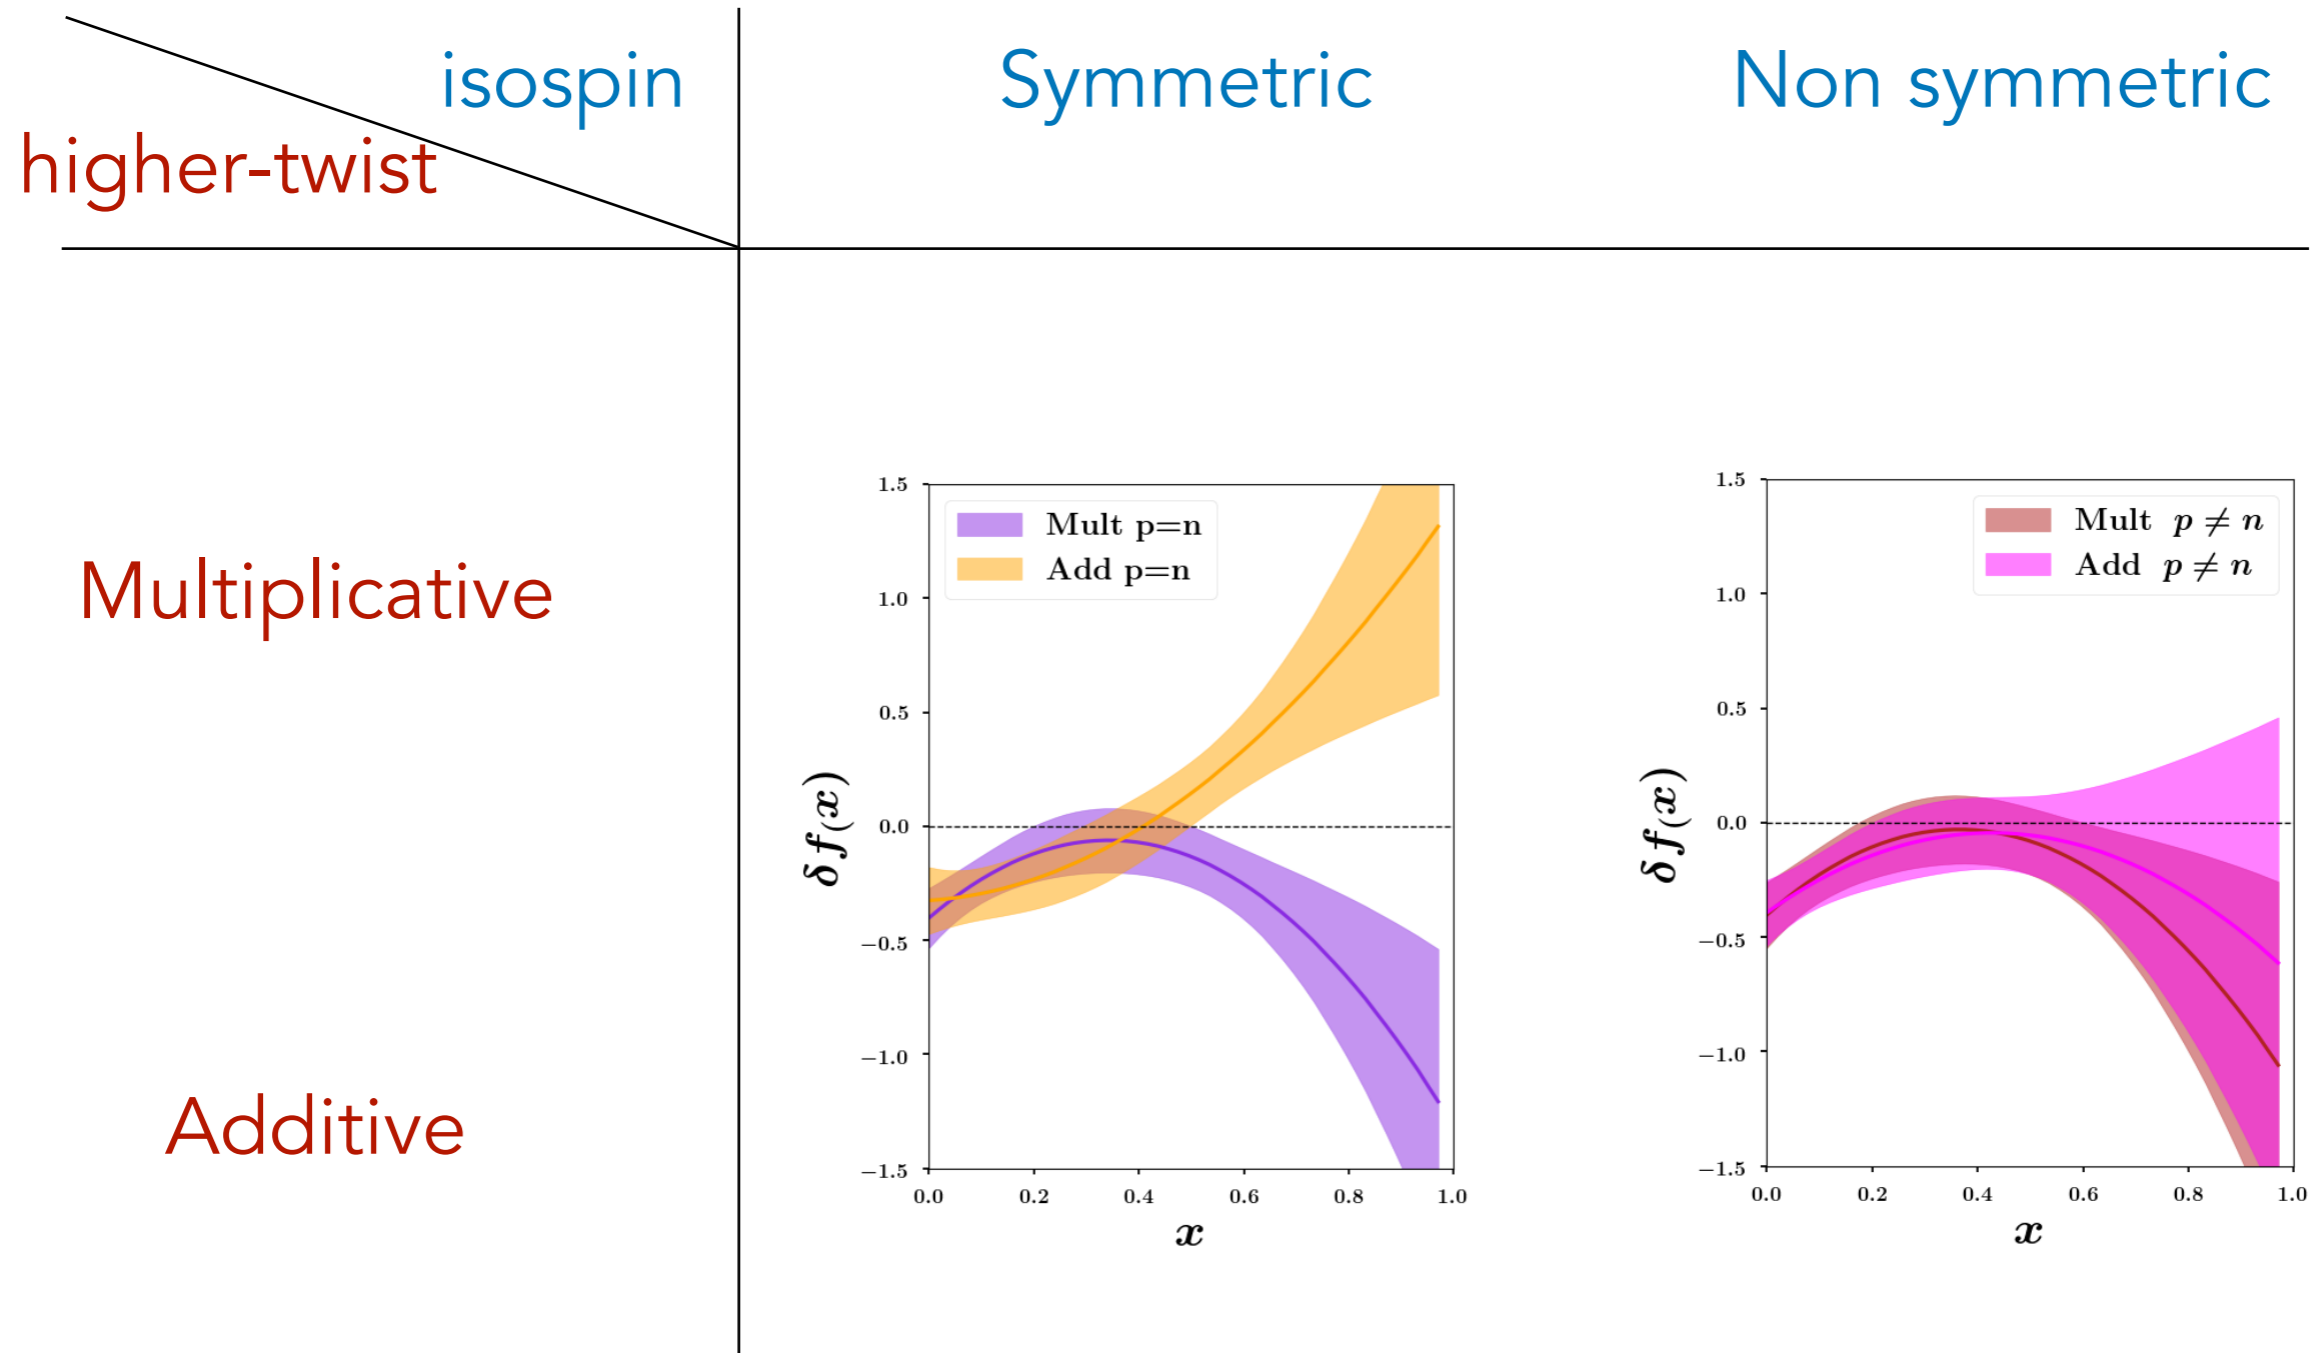 isospin
Symmetric
Non symmetric
higher-twist
Multiplicative
Additive
1.5
1.0
0.5
0.0
−0.5
−1.0
−1.5
δf(x)
Mult p=n
Add p=n
0.0 0.2 0.4 0.6 0.8 1.0
x
1.5
1.0
0.5
0.0
−0.5
−1.0
−1.5
δf(x)
Mult p ≠ n
Add p ≠ n
0.0 0.2 0.4 0.6 0.8 1.0
x